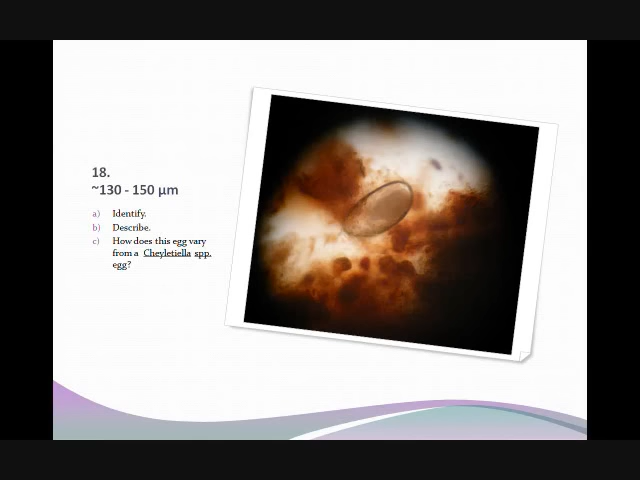 18.
~130 - 150 µm
a) Identify.
b) Describe.
c) How does this egg vary
from a Cheyletiella spp.
egg?